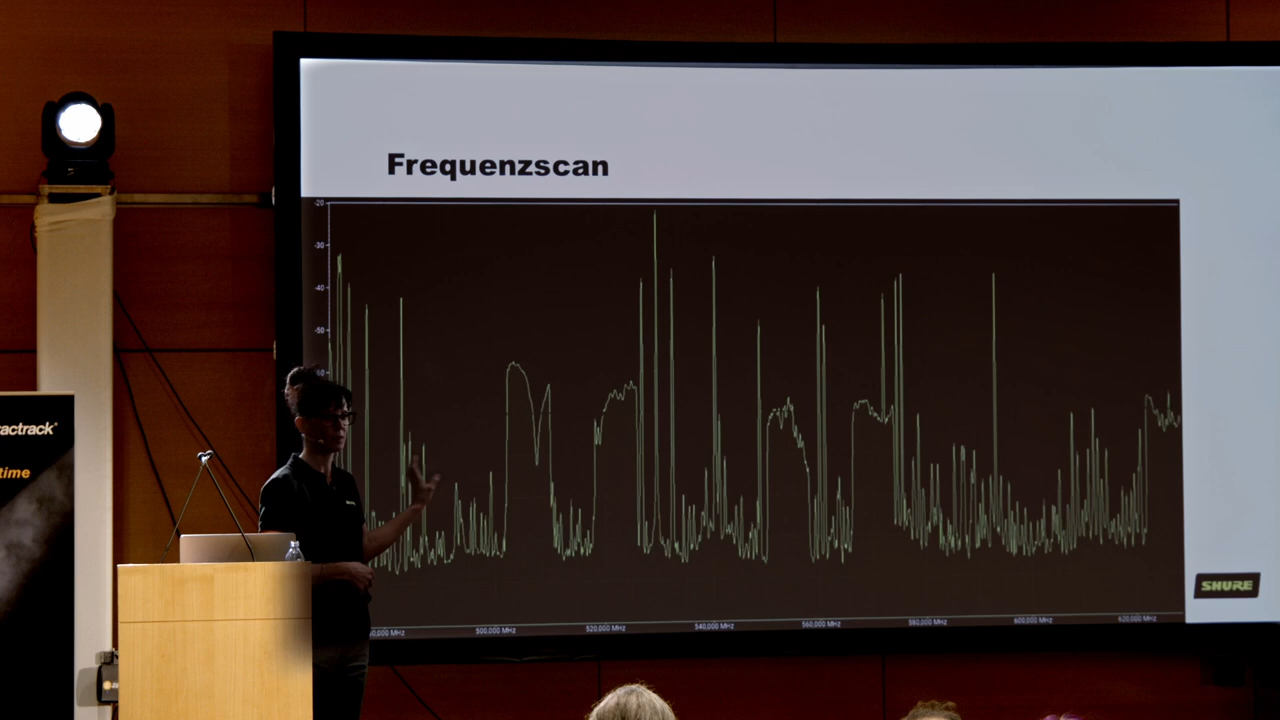 Frequenzscan
-20
-30
-40
-50
500,000 MHz
520,000 MHz
540,000 MHz
560,000 MHz
580,000 MHz
600,000 MHz
620,000 MHz
SHURE
actrack
time